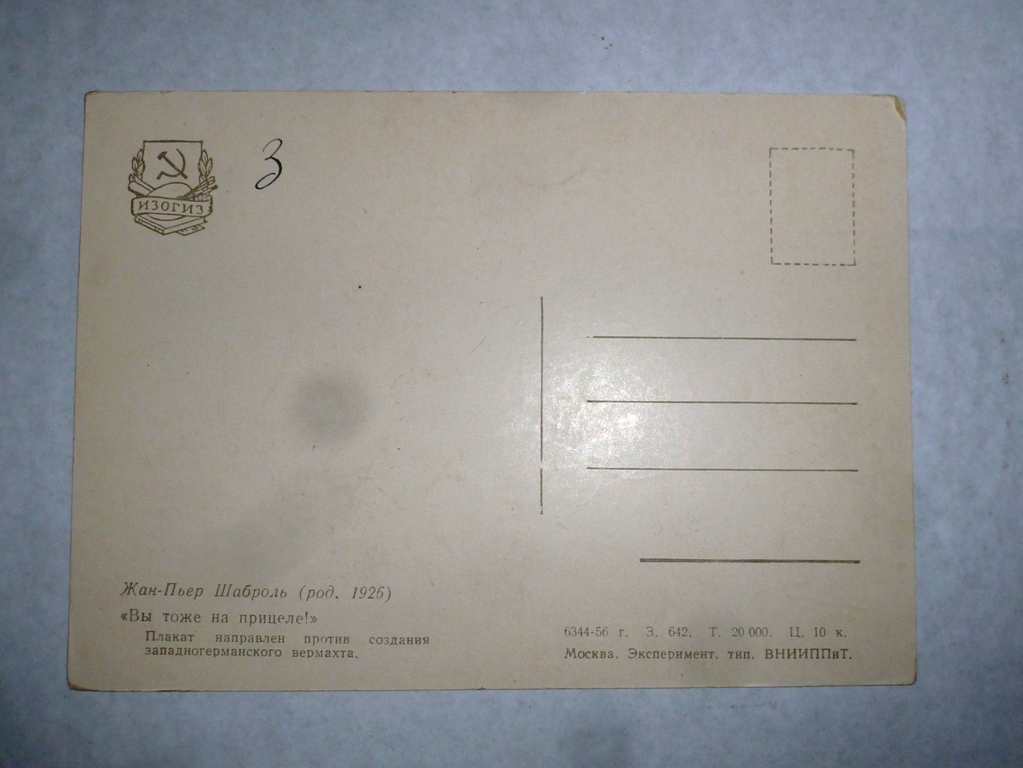 ИЗОГИЗ
3
Жан-Пьер Шаброль (род. 1926)
«Вы тоже на прицеле!»
Плакат направлен против создания
западногерманского вермахта.
6344-56 г. З. 642. Т. 20 000. Ц. 10 к.
Москва. Эксперимент. тип. ВНИИППиТ.